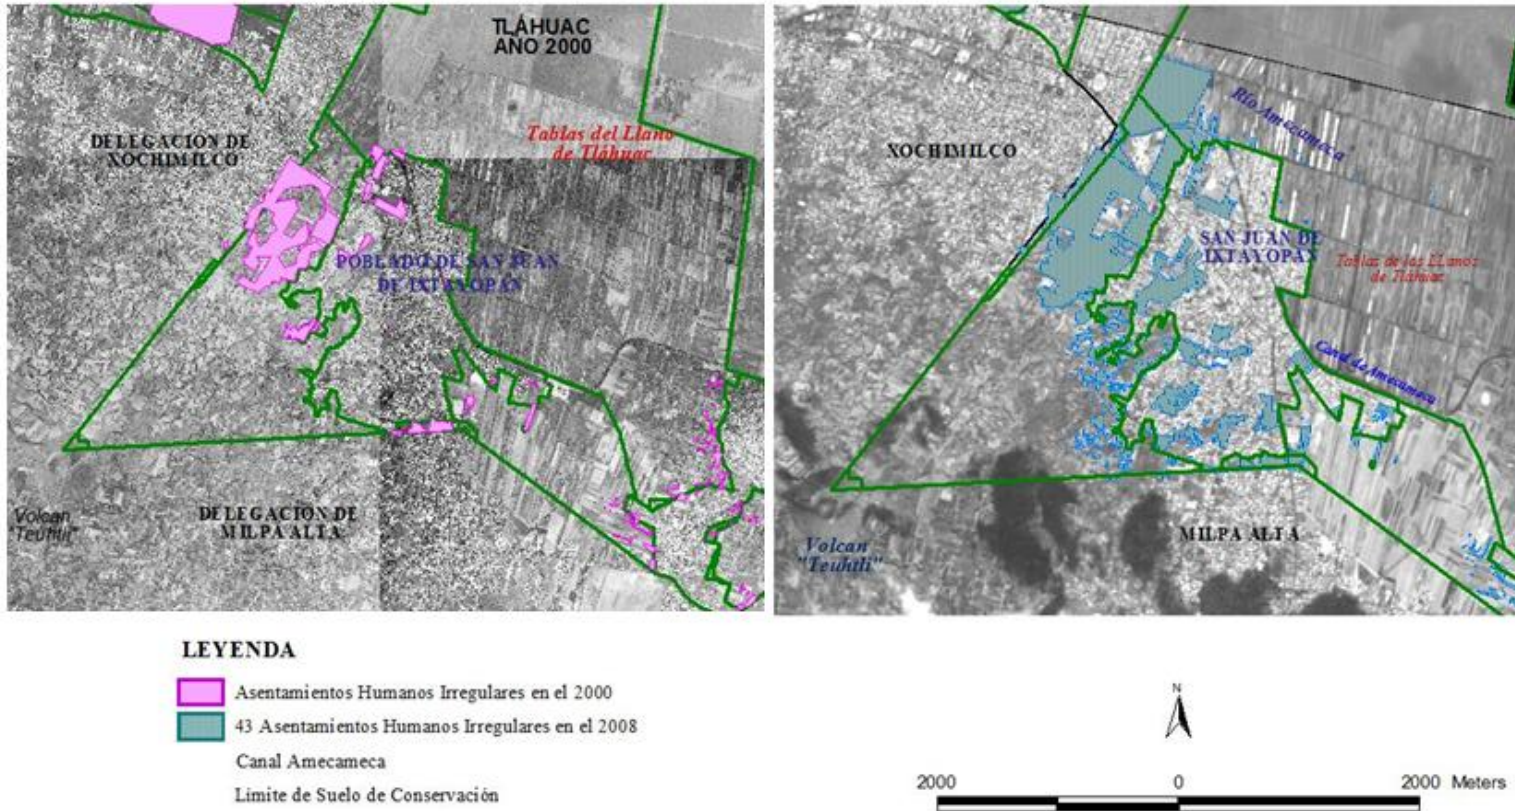 TLÁHUAC
AÑO 2000
DELEGACION DE
XOCHIMILCO
Tablas del Llano
de Tláhuac
POBLADO DE SAN JUAN
DE IXTAYOPAN
Volcan
"Teuhtli"
DELEGACION DE
MILPA ALTA
Río Amecameca
XOCHIMILCO
SAN JUAN DE
IXTAYOPAN
Tablas de los LLanos
de Tláhuac
Canal de Amecameca
MILPA ALTA
Volcan
"Teuhtli"
LEYENDA
Asentamientos Humanos Irregulares en el 2000
43 Asentamientos Humanos Irregulares en el 2008
Canal Amecameca
Limite de Suelo de Conservación
N
2000 0 2000 Meters